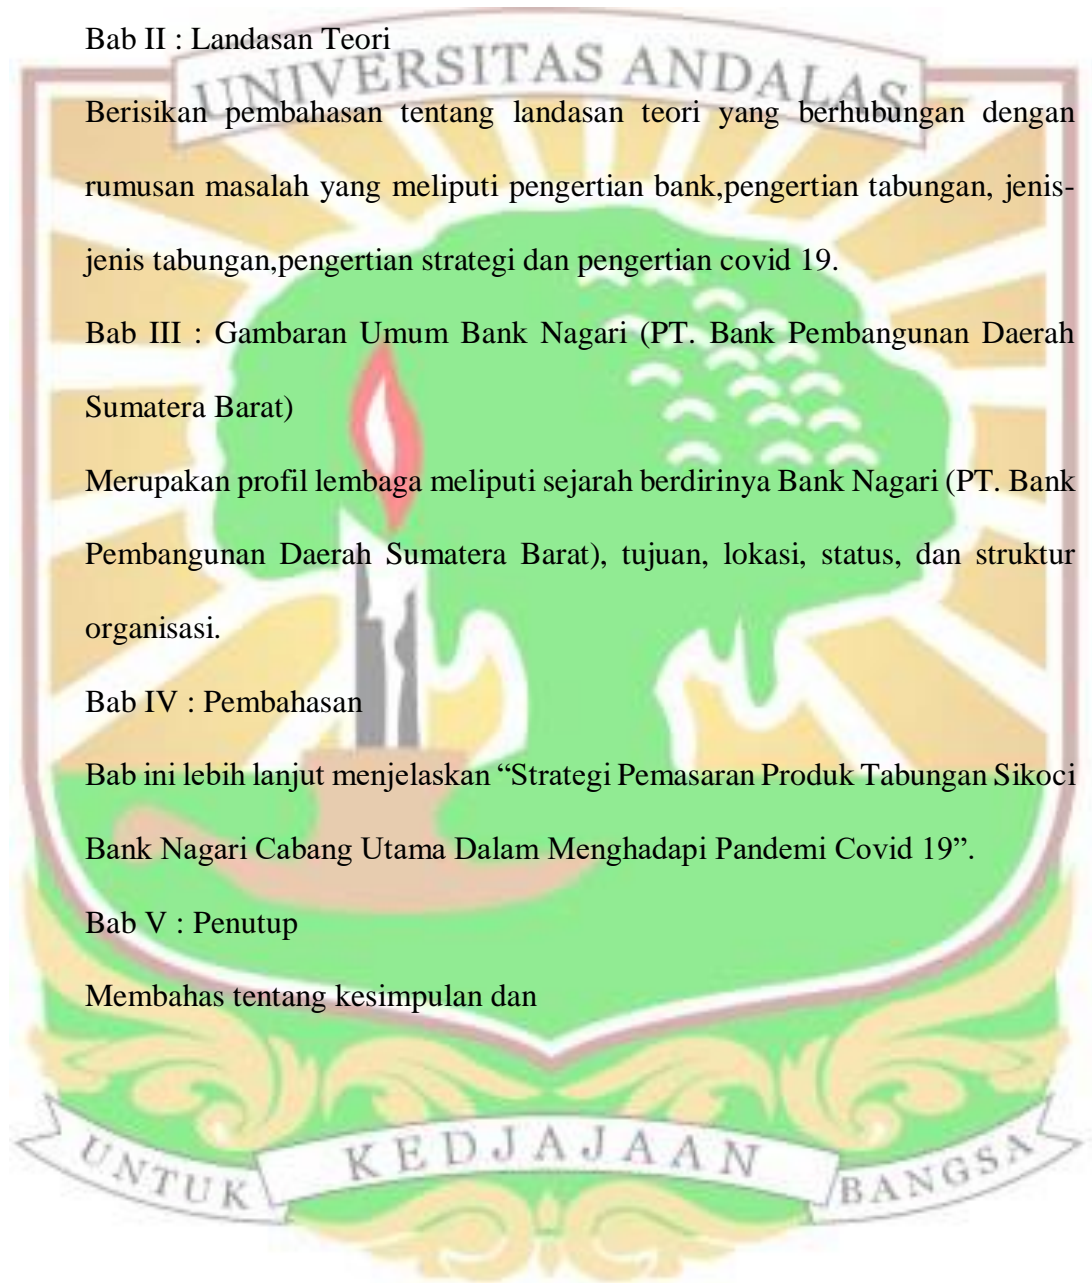 Bab II : Landasan Teori
UNIVERSITAS ANDALAS
Berisikan pembahasan tentang landasan teori yang berhubungan dengan
rumusan masalah yang meliputi pengertian bank,pengertian tabungan, jenis-
jenis tabungan,pengertian strategi dan pengertian covid 19.
Bab III : Gambaran Umum Bank Nagari (PT. Bank Pembangunan Daerah
Sumatera Barat)
Merupakan profil lembaga meliputi sejarah berdirinya Bank Nagari (PT. Bank
Pembangunan Daerah Sumatera Barat), tujuan, lokasi, status, dan struktur
organisasi.
Bab IV : Pembahasan
Bab ini lebih lanjut menjelaskan “Strategi Pemasaran Produk Tabungan Sikoci
Bank Nagari Cabang Utama Dalam Menghadapi Pandemi Covid 19”.
Bab V : Penutup
Membahas tentang kesimpulan dan
UNTUK KEDJAJAAN BANGSA